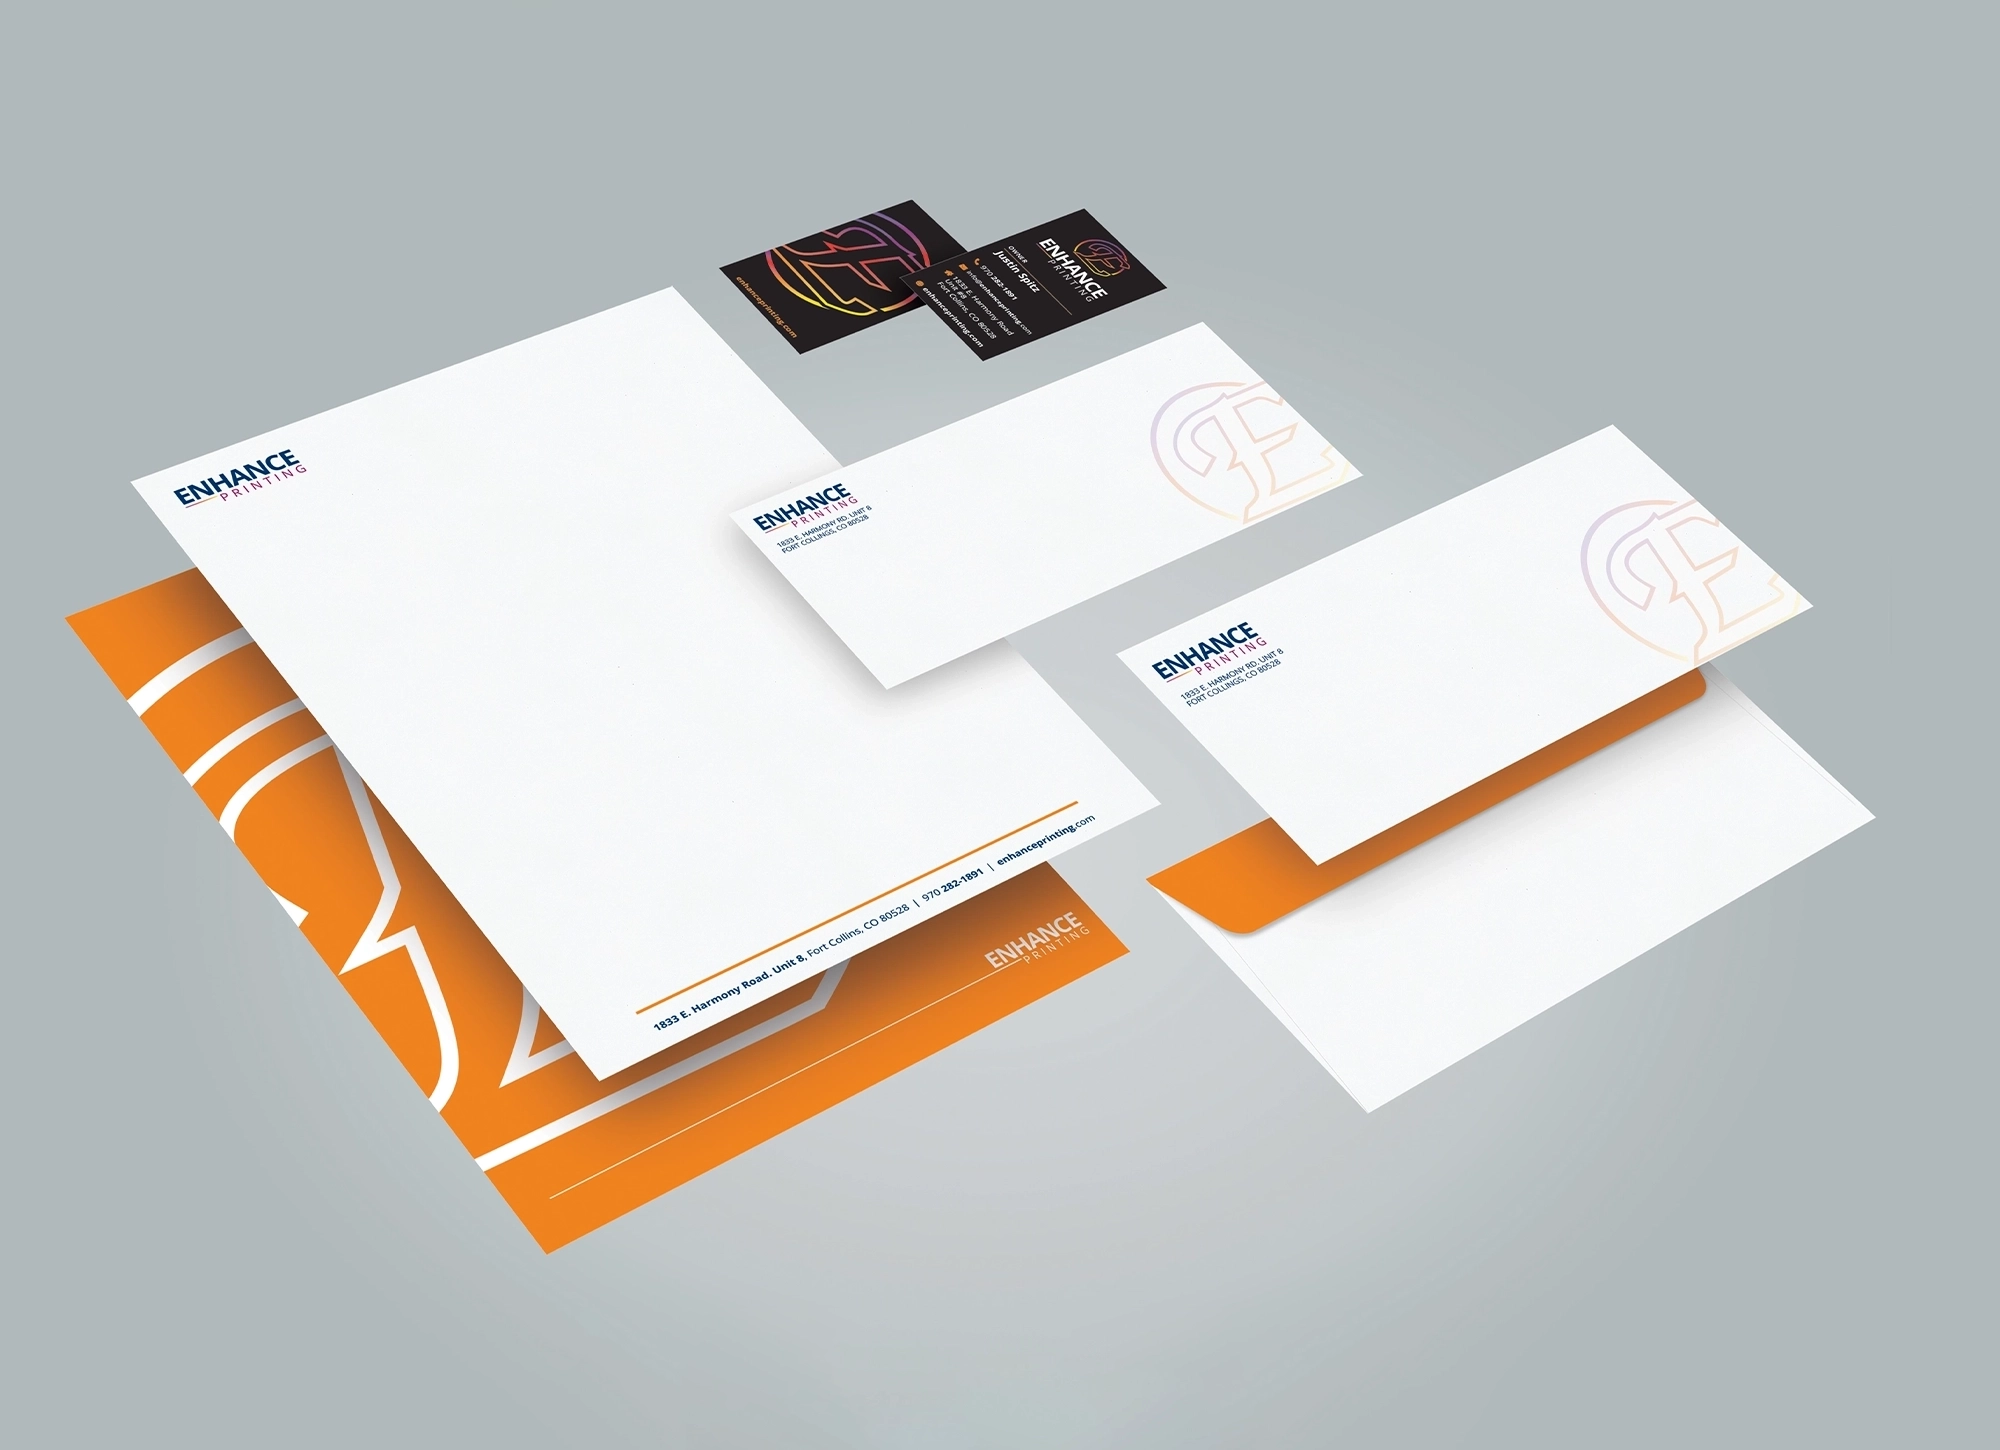 enhanceprinting.com
ENHANCE
PRINTING
OWNER
Justin Spitz
970 282-1891
info@enhanceprinting.com
1833 E. Harmony Road
Unit #8
Fort Collins, CO 80528
enhanceprinting.com
ENHANCE
PRINTING
1833 E. Harmony Road. Unit 8, Fort Collins, CO 80528 | 970 282-1891 | enhanceprinting.com
ENHANCE
PRINTING
1833 E. HARMONY RD. UNIT 8
FORT COLLINGS, CO 80528
ENHANCE
PRINTING
1833 E. HARMONY RD. UNIT 8
FORT COLLINGS, CO 80528
ENHANCE
PRINTING